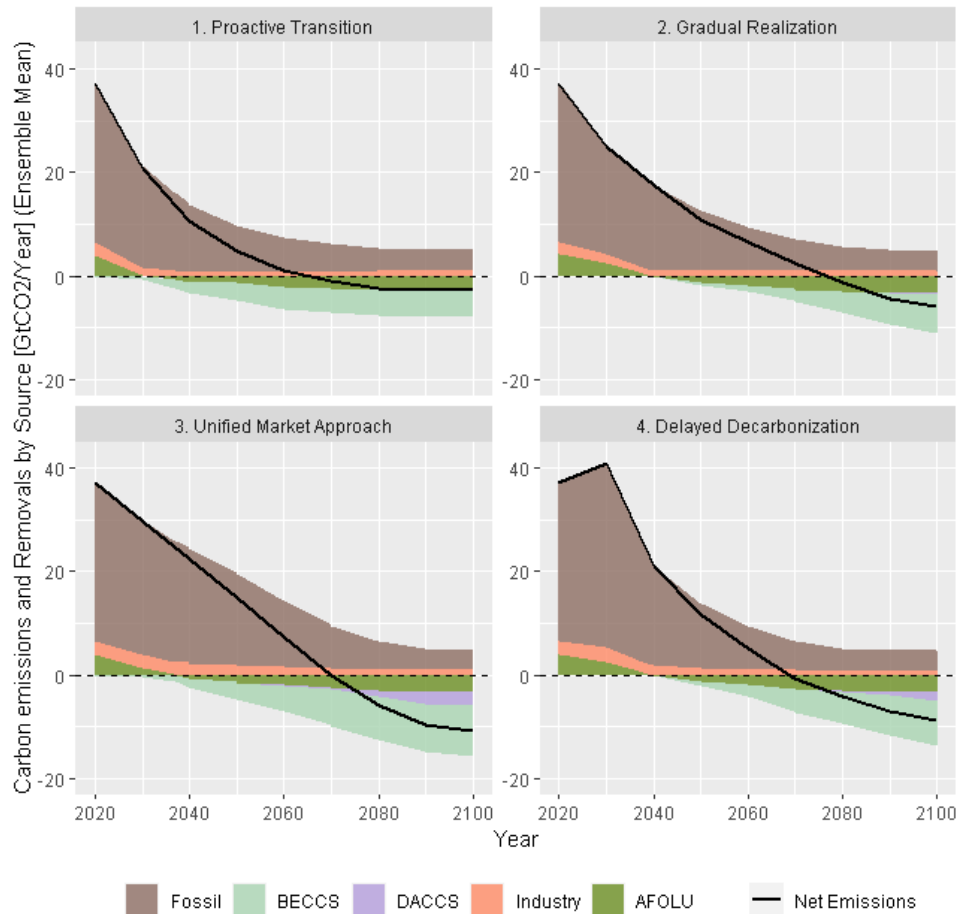 Carbon emissions and Removals by Source [GtCO2/Year] (Ensemble Mean)
1. Proactive Transition
2. Gradual Realization
40
20
0
-20
40
20
0
-20
3. Unified Market Approach
4. Delayed Decarbonization
40
20
0
-20
40
20
0
-20
2020 2040 2060 2080 2100
2020 2040 2060 2080 2100
Year
Fossil BECCS DACCS Industry AFOLU Net Emissions